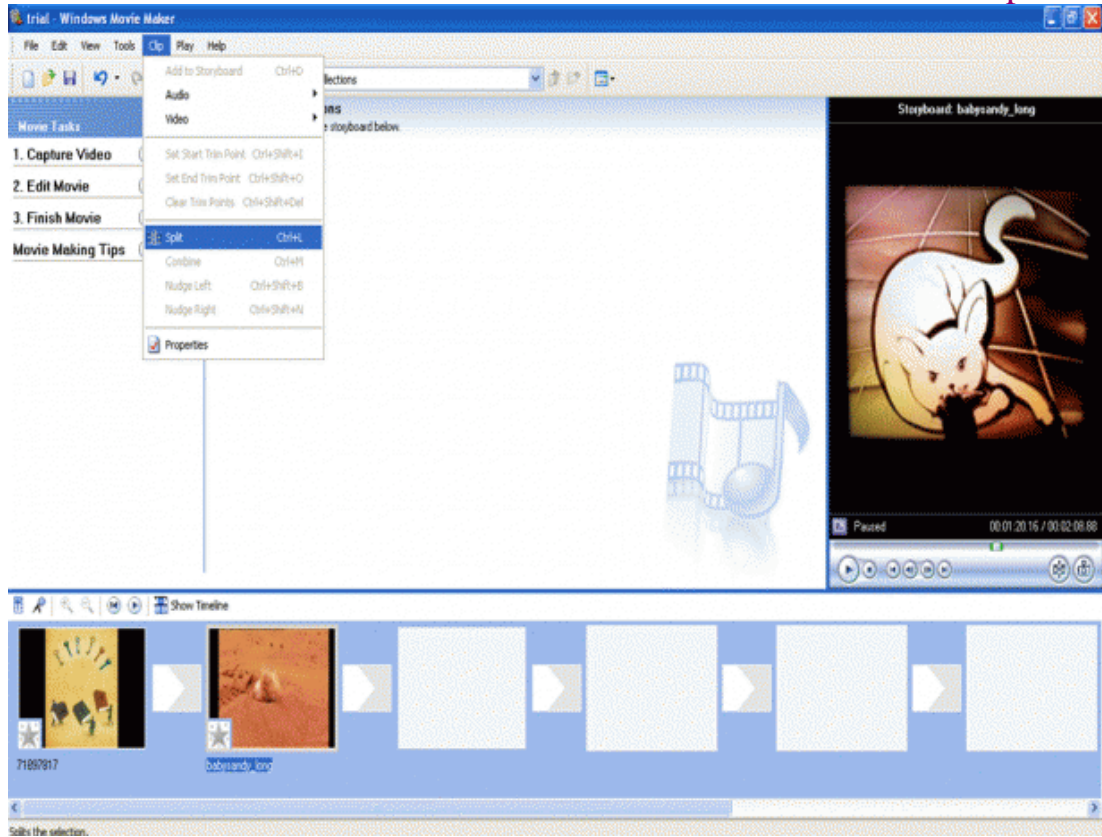 trial - Windows Movie Maker
File Edit View Tools Clip Play Help
lections
Add to Storyboard Ctrl+D
Audio
Video
Set Start Trim Point Ctrl+Shift+I
Set End Trim Point Ctrl+Shift+O
Clear Trim Points Ctrl+Shift+Del
Split Ctrl+L
Combine Ctrl+M
Nudge Left Ctrl+Shift+B
Nudge Right Ctrl+Shift+N
Properties
ons
e storyboard below.
Movie Tasks
1. Capture Video
2. Edit Movie
3. Finish Movie
Movie Making Tips
Storyboard: babysandy_long
Paused 00:01:20.16 / 00:02:08.88
Show Timeline
71897817
babysandy_long
Splits the selection.